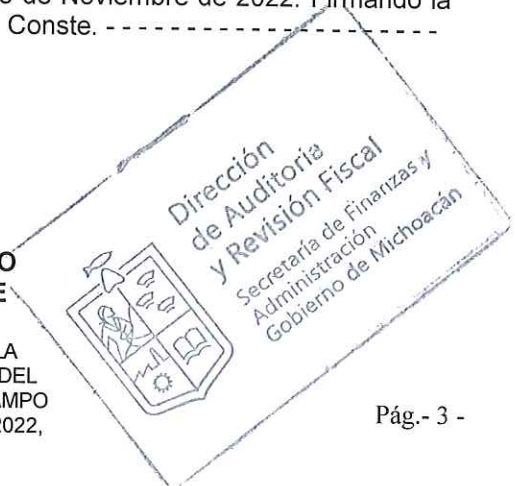 de Noviembre de 2022. Firmando la
Conste. - - - - - - - - - - - - - - - - - - - - -
Dirección
de Auditoría
y Revisión Fiscal
Secretaría de Finanzas y
Administración
Gobierno de Michoacán
O
E
LA
DEL
AMPO
2022,
Pág.- 3 -